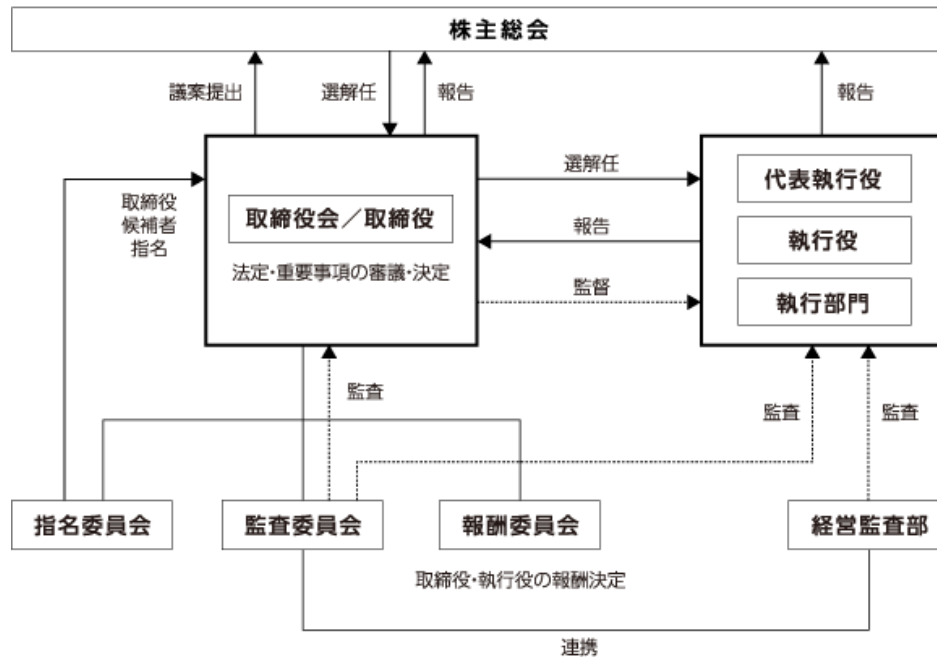 株主総会
議案提出
選解任
報告
報告
取締役
候補者
指名
取締役会／取締役
法定・重要事項の審議・決定
選解任
報告
監督
代表執行役
執行役
執行部門
監査
監査
監査
指名委員会
監査委員会
報酬委員会
経営監査部
取締役・執行役の報酬決定
連携